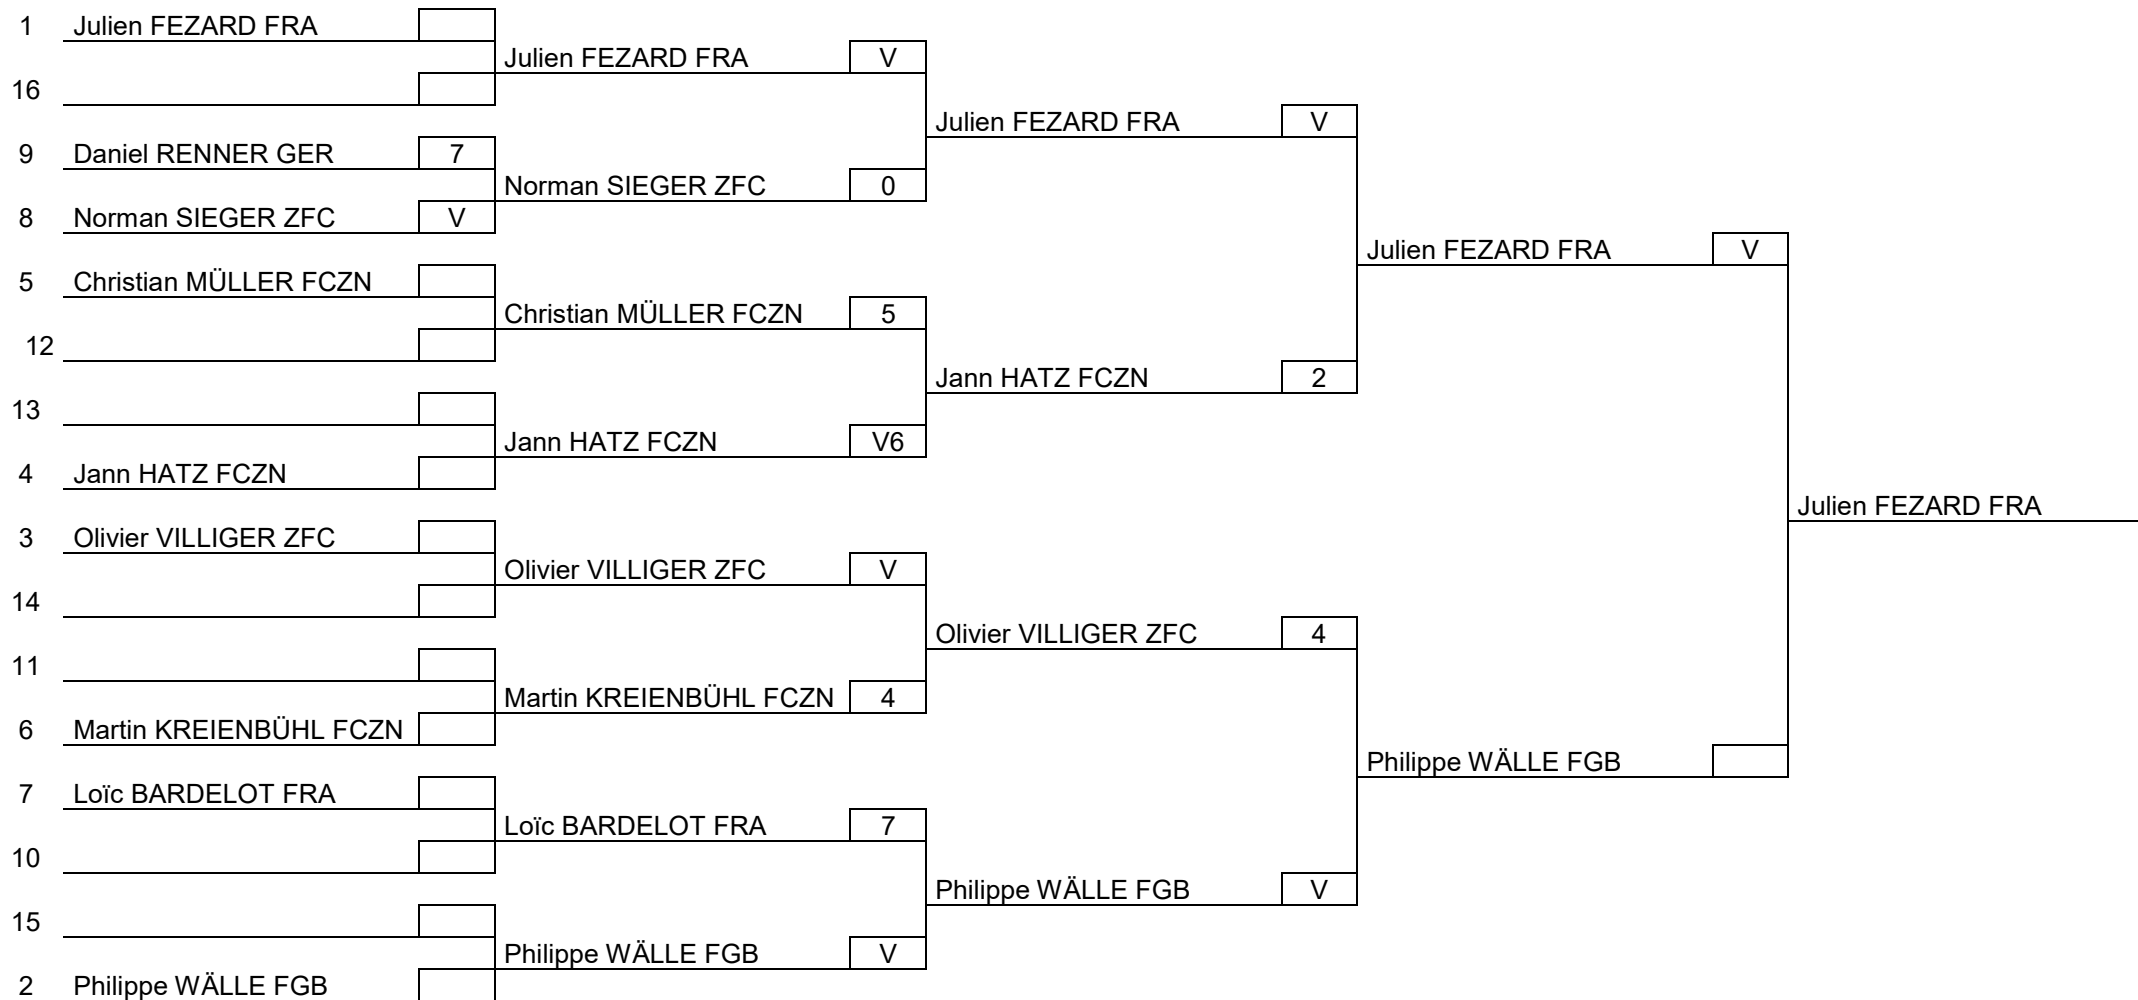 1 Julien FEZARD FRA
Julien FEZARD FRA V
16
Julien FEZARD FRA V
9 Daniel RENNER GER 7
Norman SIEGER ZFC 0
8 Norman SIEGER ZFC V
Julien FEZARD FRA V
5 Christian MÜLLER FCZN
Christian MÜLLER FCZN 5
12
Jann HATZ FCZN 2
13
Jann HATZ FCZN V6
4 Jann HATZ FCZN
Julien FEZARD FRA
3 Olivier VILLIGER ZFC
Olivier VILLIGER ZFC V
14
Olivier VILLIGER ZFC 4
11
Martin KREIENBÜHL FCZN 4
6 Martin KREIENBÜHL FCZN
Philippe WÄLLE FGB
7 Loïc BARDELOT FRA
Loïc BARDELOT FRA 7
10
Philippe WÄLLE FGB V
15
Philippe WÄLLE FGB V
2 Philippe WÄLLE FGB